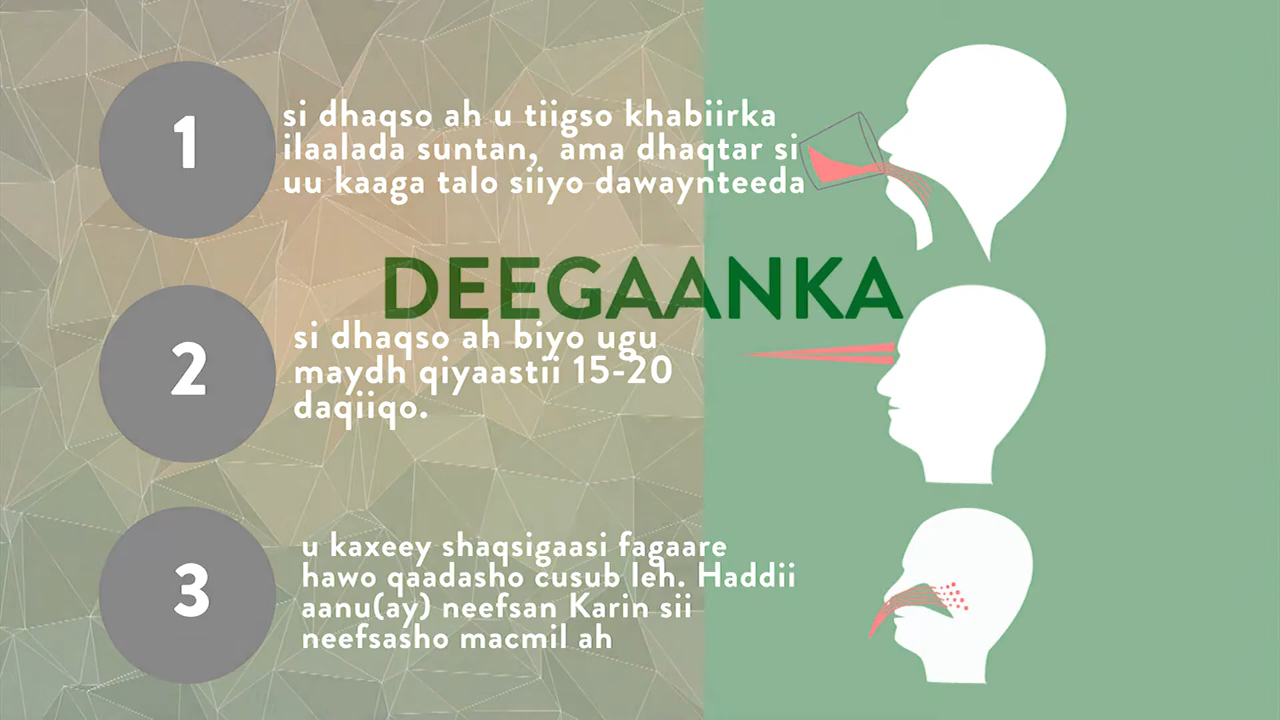 1
si dhaqso ah u tiigso khabiirka
ilaalada suntan, ama dhaqtar si
uu kaaga talo siiyo dawaynteeda
DEEGAANKA
2
si dhaqso ah biyo ugu
maydh qiyaastii 15-20
daqiiqo.
3
u kaxeey shaqsigaasi fagaare
hawo qaadasho cusub leh. Haddii
aanu(ay) neefsan Karin sii
neefsasho macmil ah